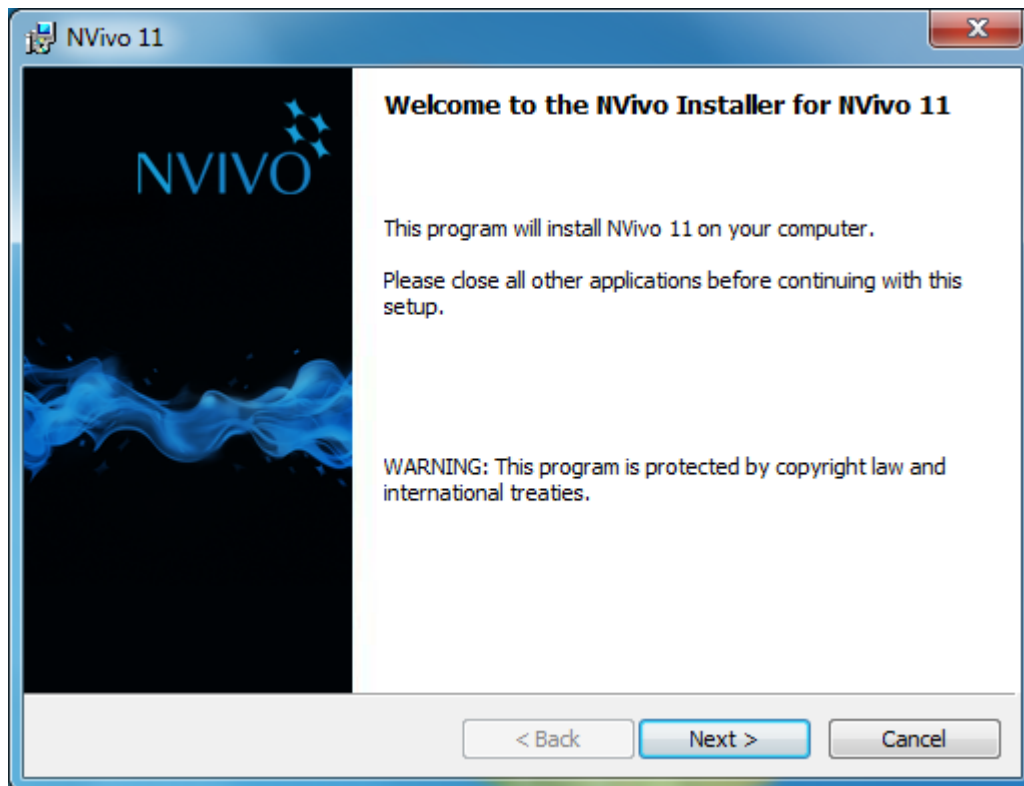 NVivo 11
NVIVO
Welcome to the NVivo Installer for NVivo 11
This program will install NVivo 11 on your computer.
Please close all other applications before continuing with this
setup.
WARNING: This program is protected by copyright law and
international treaties.
< Back
Next >
Cancel